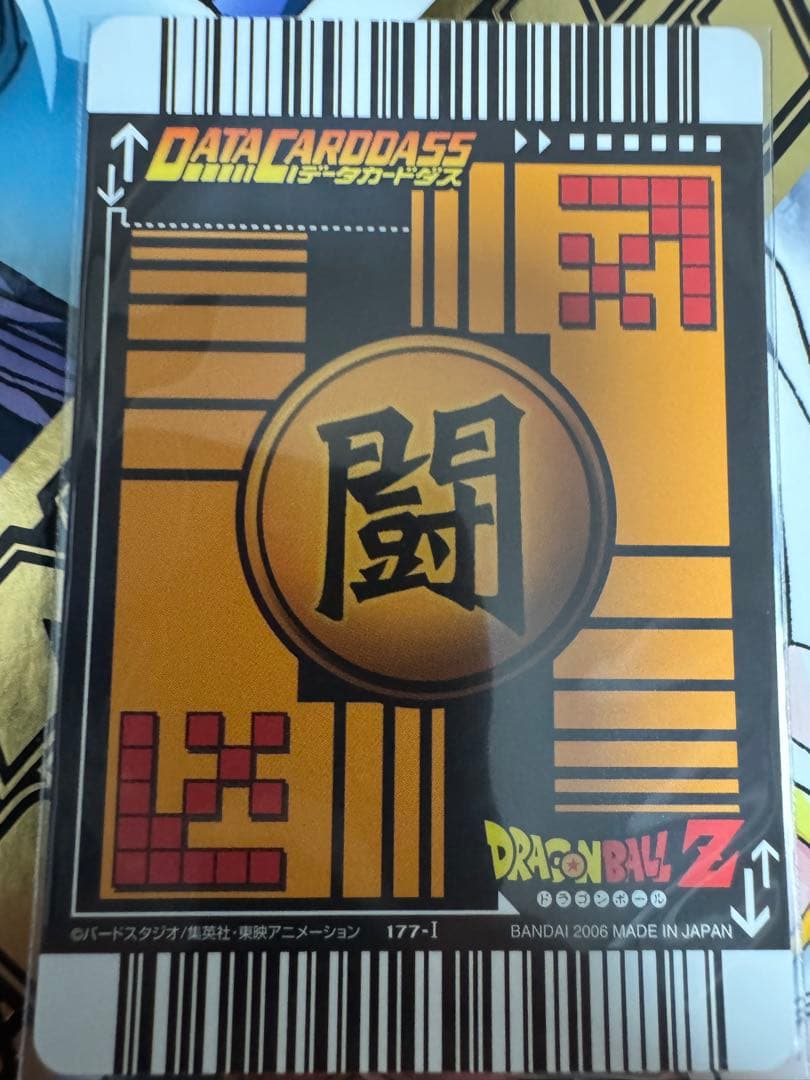 DATA CARDDASS
データカードダス
闘
DRAGON BALL Z
ドラゴンボール
©バードスタジオ/集英社・東映アニメーション 177-I BANDAI 2006 MADE IN JAPAN